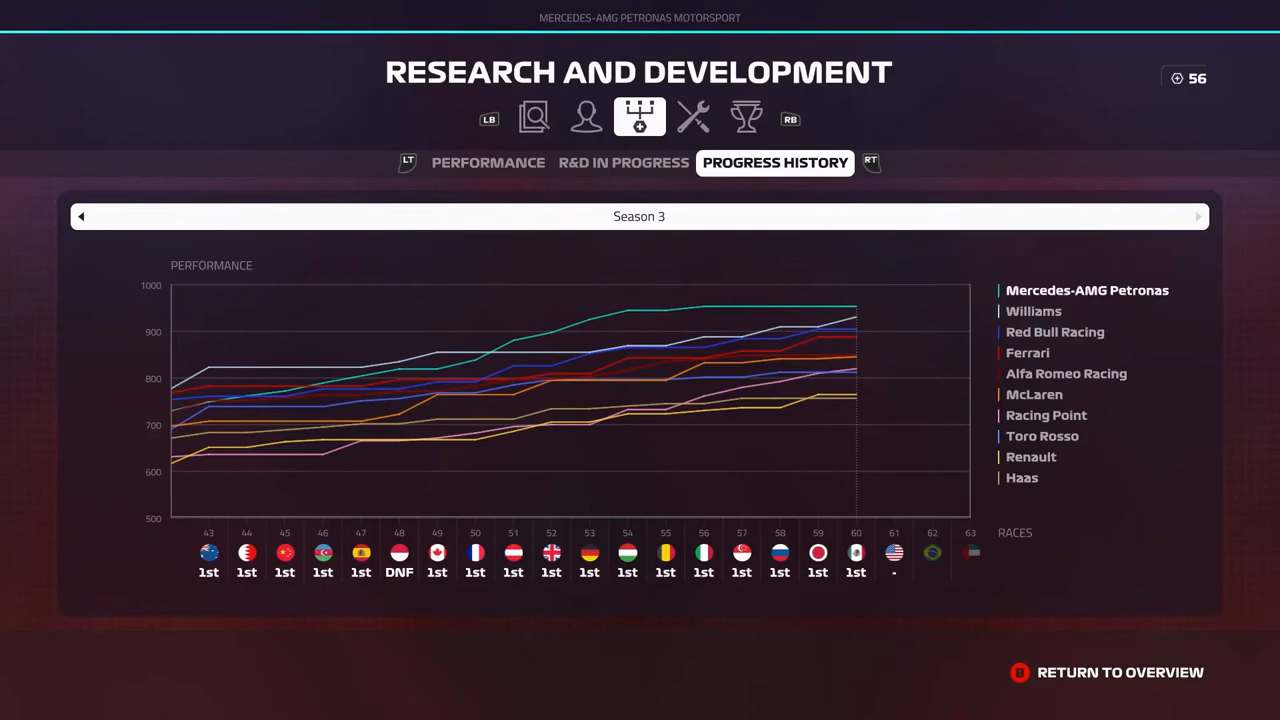 MERCEDES-AMG PETRONAS MOTORSPORT
RESEARCH AND DEVELOPMENT
56
LB RB
LT PERFORMANCE R&D IN PROGRESS PROGRESS HISTORY RT
Season 3
PERFORMANCE
1000
900
800
700
600
500
Mercedes-AMG Petronas
Williams
Red Bull Racing
Ferrari
Alfa Romeo Racing
McLaren
Racing Point
Toro Rosso
Renault
Haas
43 44 45 46 47 48 49 50 51 52 53 54 55 56 57 58 59 60 61 62 63 RACES
1st 1st 1st 1st 1st DNF 1st 1st 1st 1st 1st 1st 1st 1st 1st 1st 1st 1st -
B RETURN TO OVERVIEW